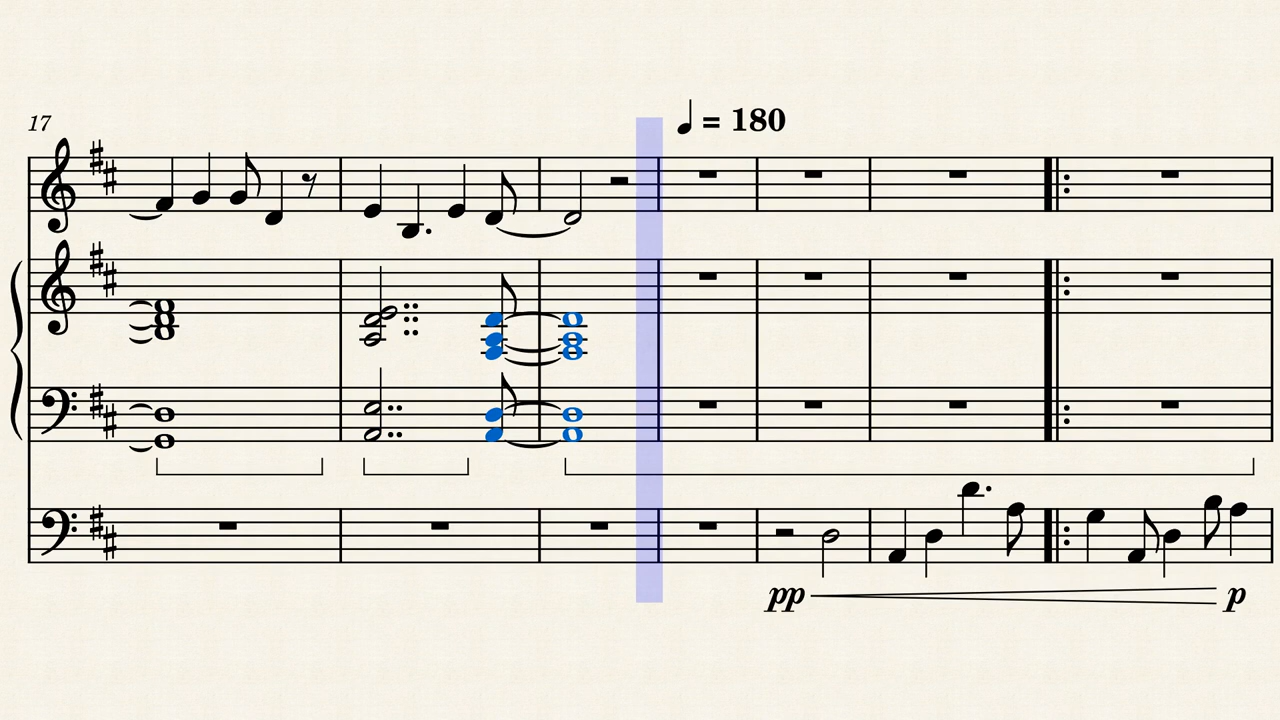 17
♩ = 180
pp p